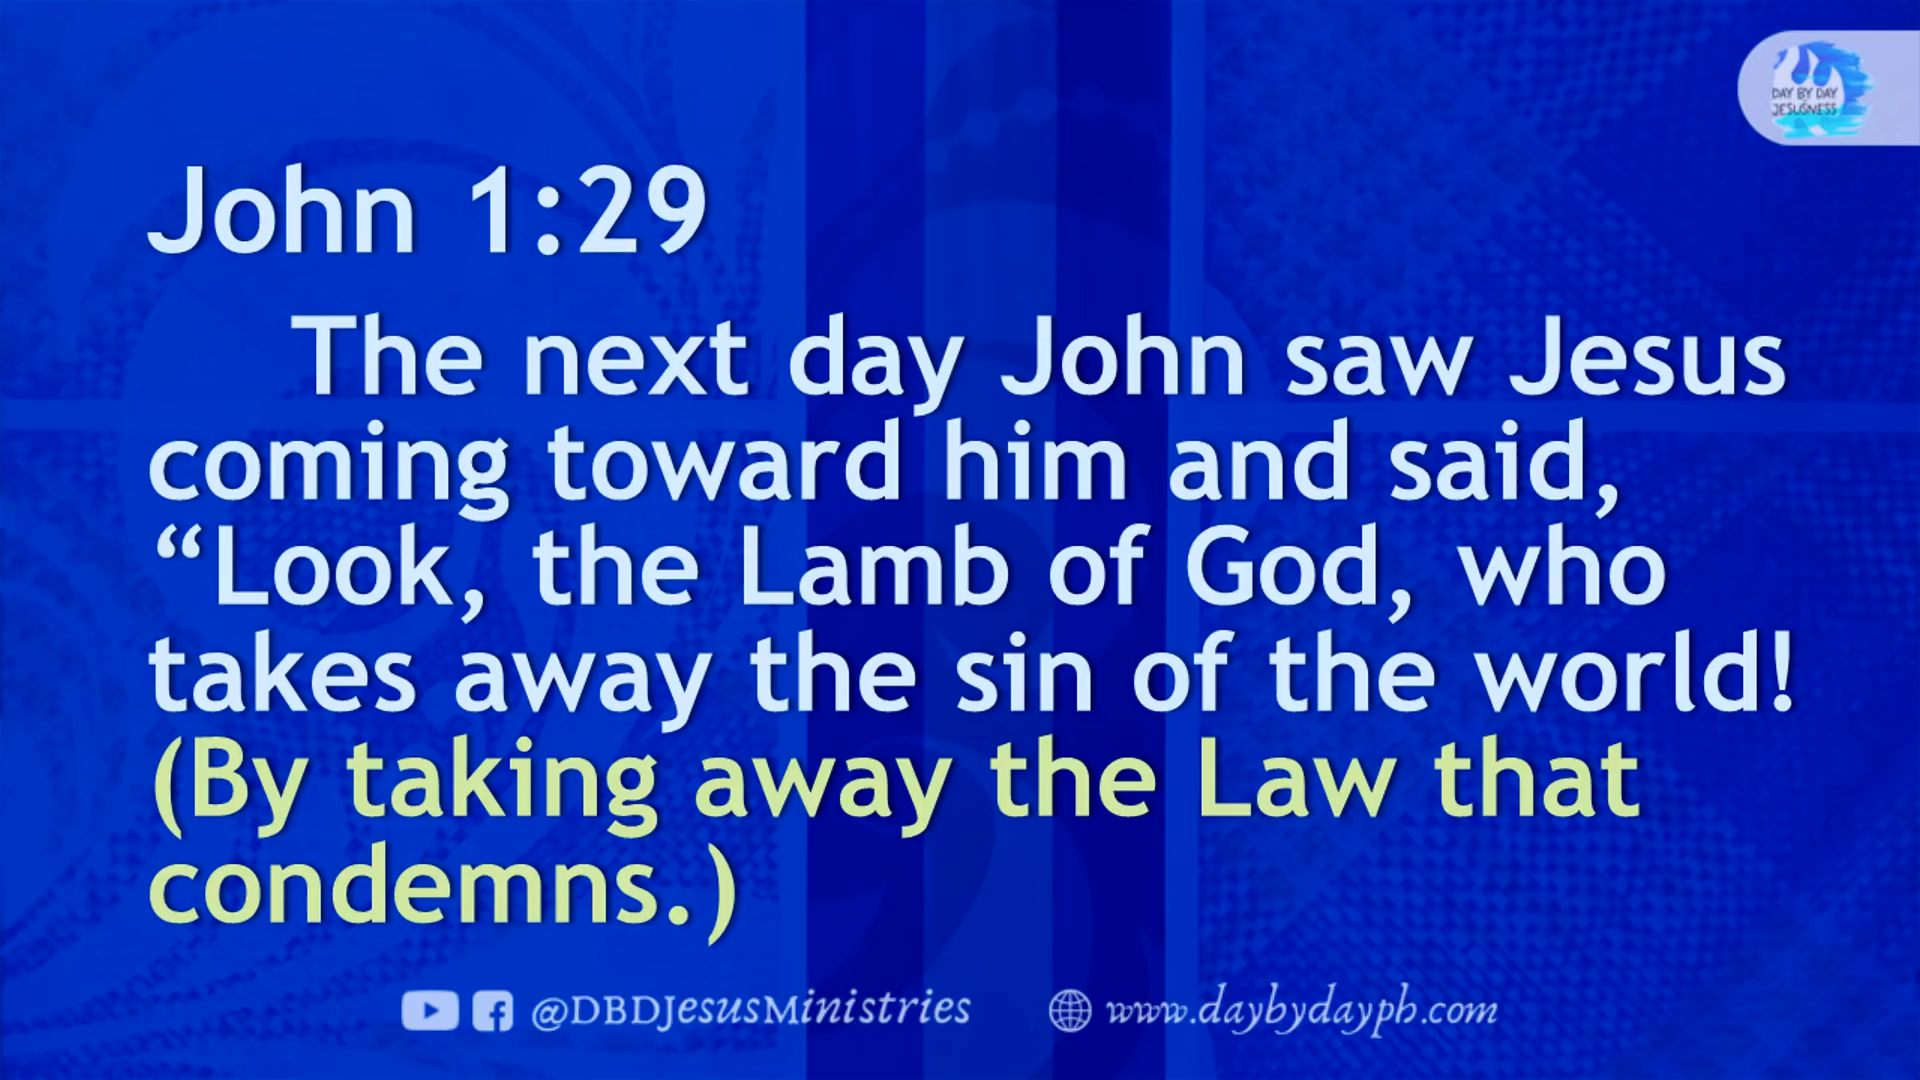 DAY BY DAY
JESUSNESS
John 1:29
The next day John saw Jesus
coming toward him and said,
“Look, the Lamb of God, who
takes away the sin of the world!
(By taking away the Law that
condemns.)
@DBDJesusMinistries www.daybydayph.com